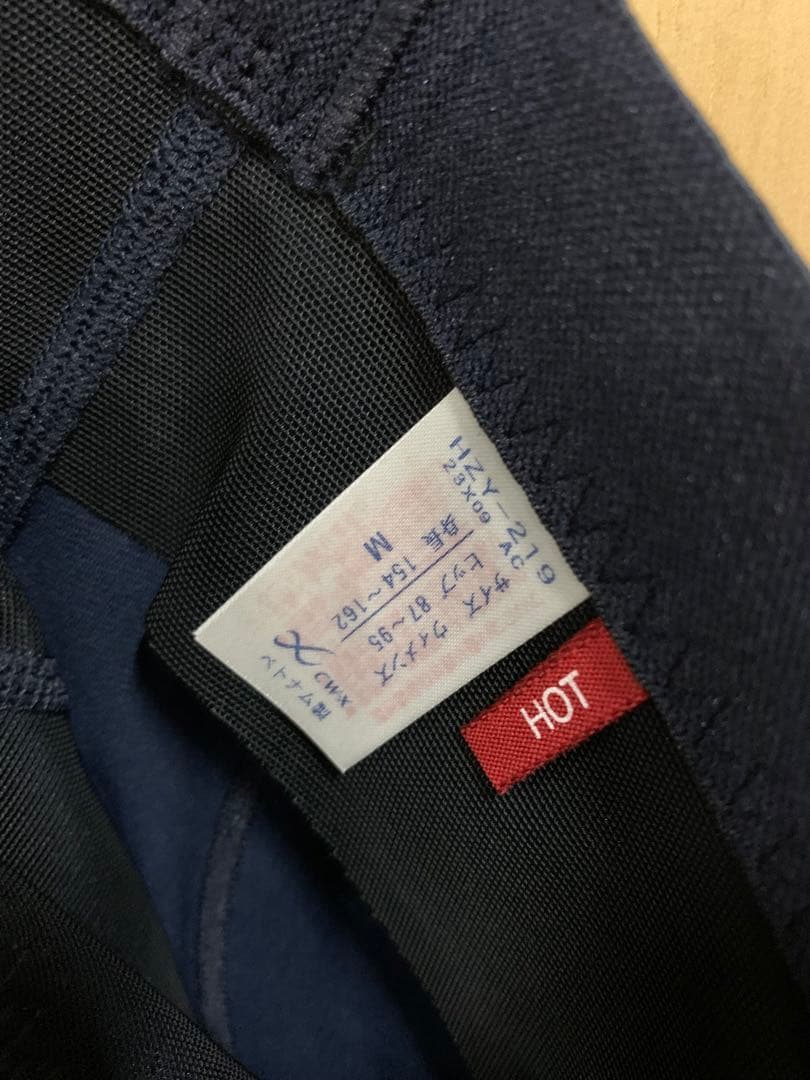 HZY-219
23X09 AC
サイズ ウィメンズ
ヒップ 87～95
身長 154～162
M
CW-X
ベトナム製
HOT